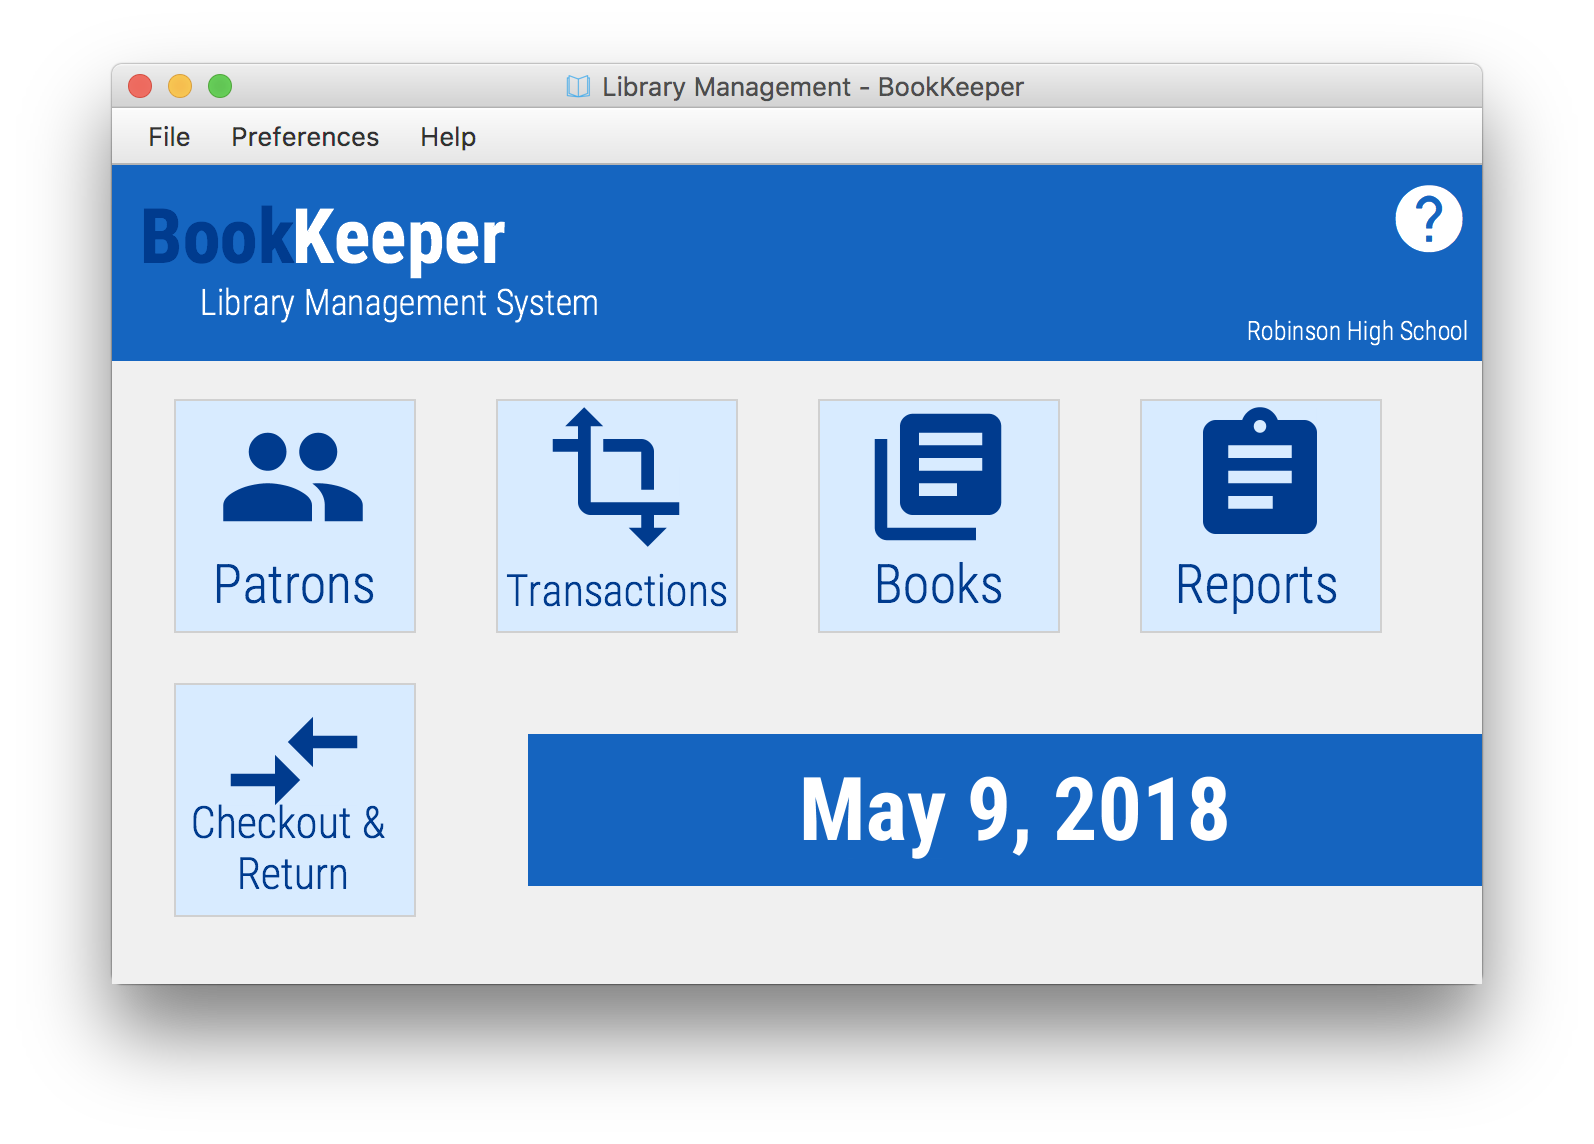 Library Management - BookKeeper
File Preferences Help
BookKeeper
Library Management System
?
Robinson High School
Patrons
Transactions
Books
Reports
Checkout &
Return
May 9, 2018